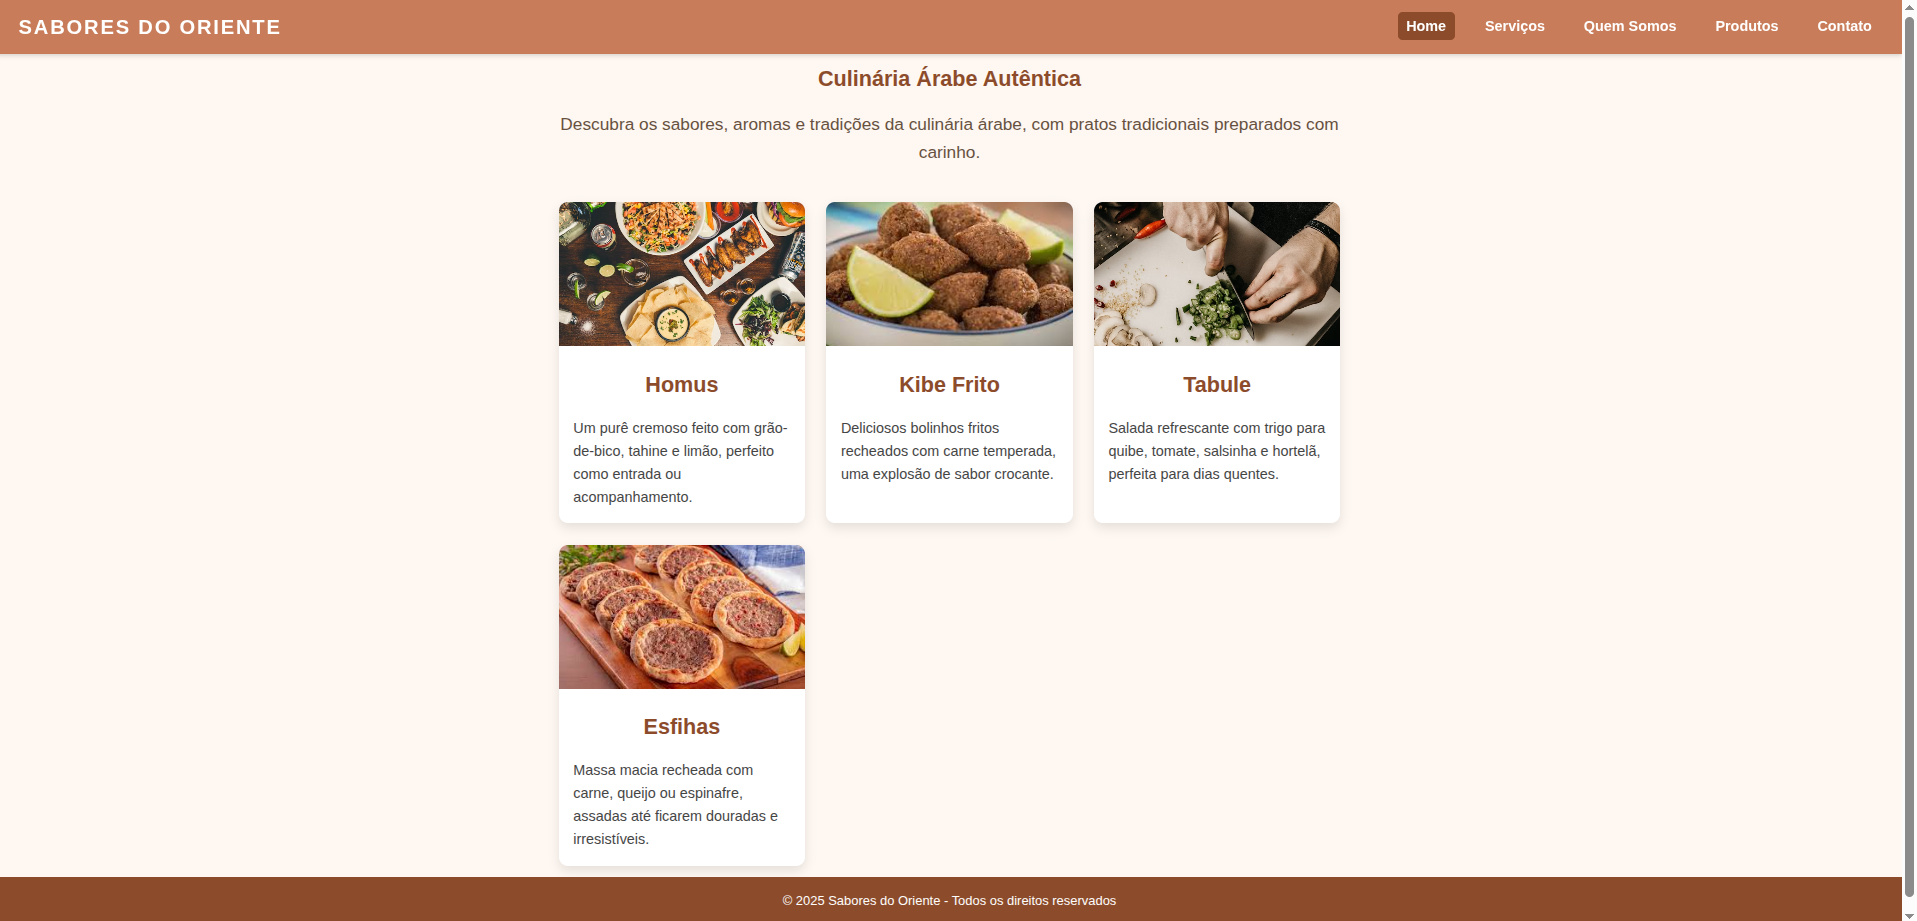 SABORES DO ORIENTE
Home Serviços Quem Somos Produtos Contato
Culinária Árabe Autêntica
Descubra os sabores, aromas e tradições da culinária árabe, com pratos tradicionais preparados com
carinho.
Homus
Um purê cremoso feito com grão-
de-bico, tahine e limão, perfeito
como entrada ou
acompanhamento.
Kibe Frito
Deliciosos bolinhos fritos
recheados com carne temperada,
uma explosão de sabor crocante.
Tabule
Salada refrescante com trigo para
quibe, tomate, salsinha e hortelã,
perfeita para dias quentes.
Esfihas
Massa macia recheada com
carne, queijo ou espinafre,
assadas até ficarem douradas e
irresistíveis.
© 2025 Sabores do Oriente - Todos os direitos reservados